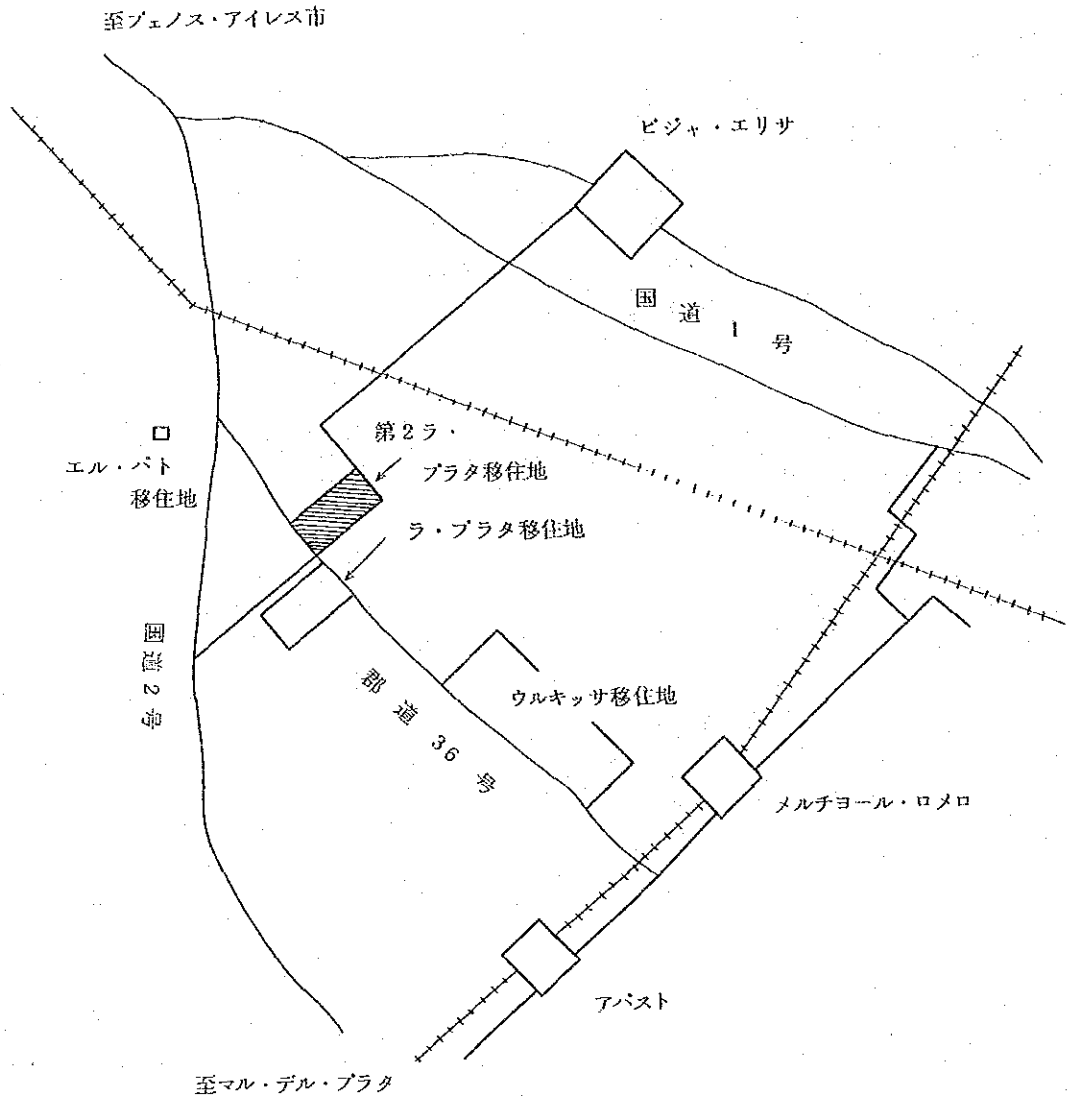 至ブェノス・アイレス市
ビジャ・エリサ
国道1号
第2ラ・
プラタ移住地
エル・パト
移住地
ラ・プラタ移住地
国道2号
郡道36号
ウルキッサ移住地
メルチョール・ロメロ
アバスト
至マル・デル・プラタ